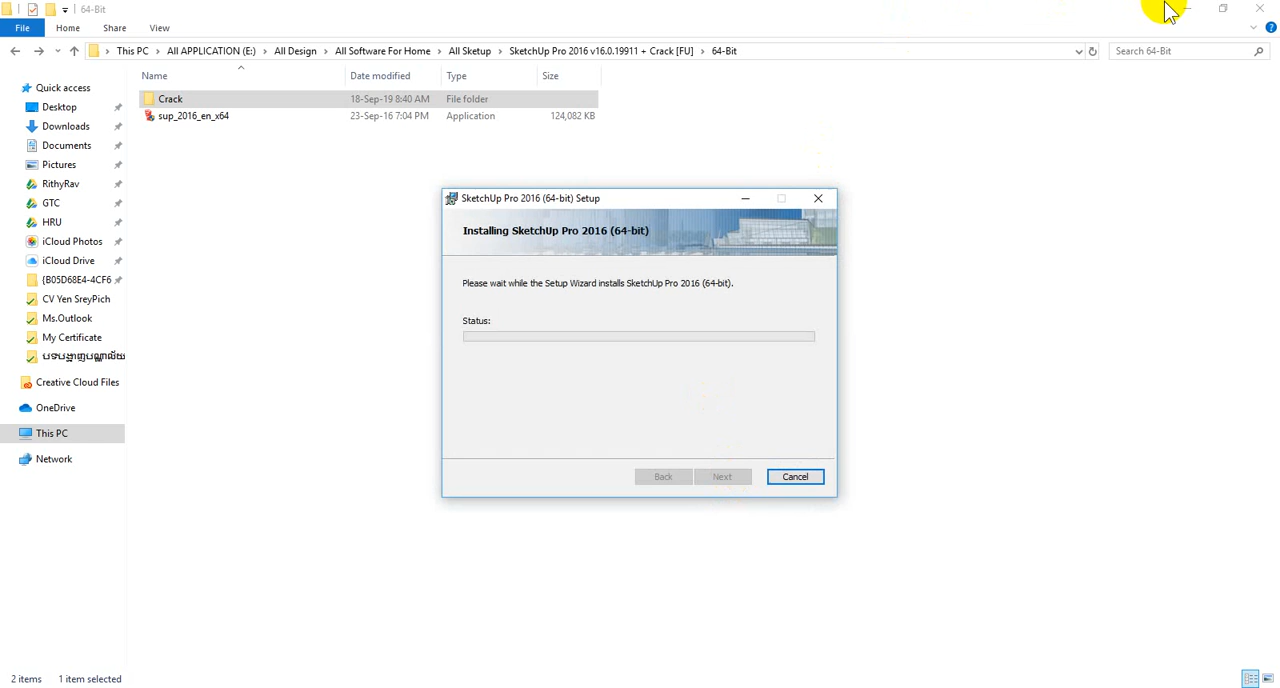 64-Bit
File Home Share View
This PC All APPLICATION (E:) All Design All Software For Home All Sketup SketchUp Pro 2016 v16.0.19911 + Crack [FU] 64-Bit Search 64-Bit
Name Date modified Type Size
Crack 18-Sep-19 8:40 AM File folder
sup_2016_en_x64 23-Sep-16 7:04 PM Application 124,082 KB
Quick access
Desktop
Downloads
Documents
Pictures
RithyRav
GTC
HRU
iCloud Photos
iCloud Drive
{B05D68E4-4CF6
CV Yen SreyPich
Ms.Outlook
My Certificate
Creative Cloud Files
OneDrive
This PC
Network
SketchUp Pro 2016 (64-bit) Setup
Installing SketchUp Pro 2016 (64-bit)
Please wait while the Setup Wizard installs SketchUp Pro 2016 (64-bit).
Status:
Back Next Cancel
2 items 1 item selected